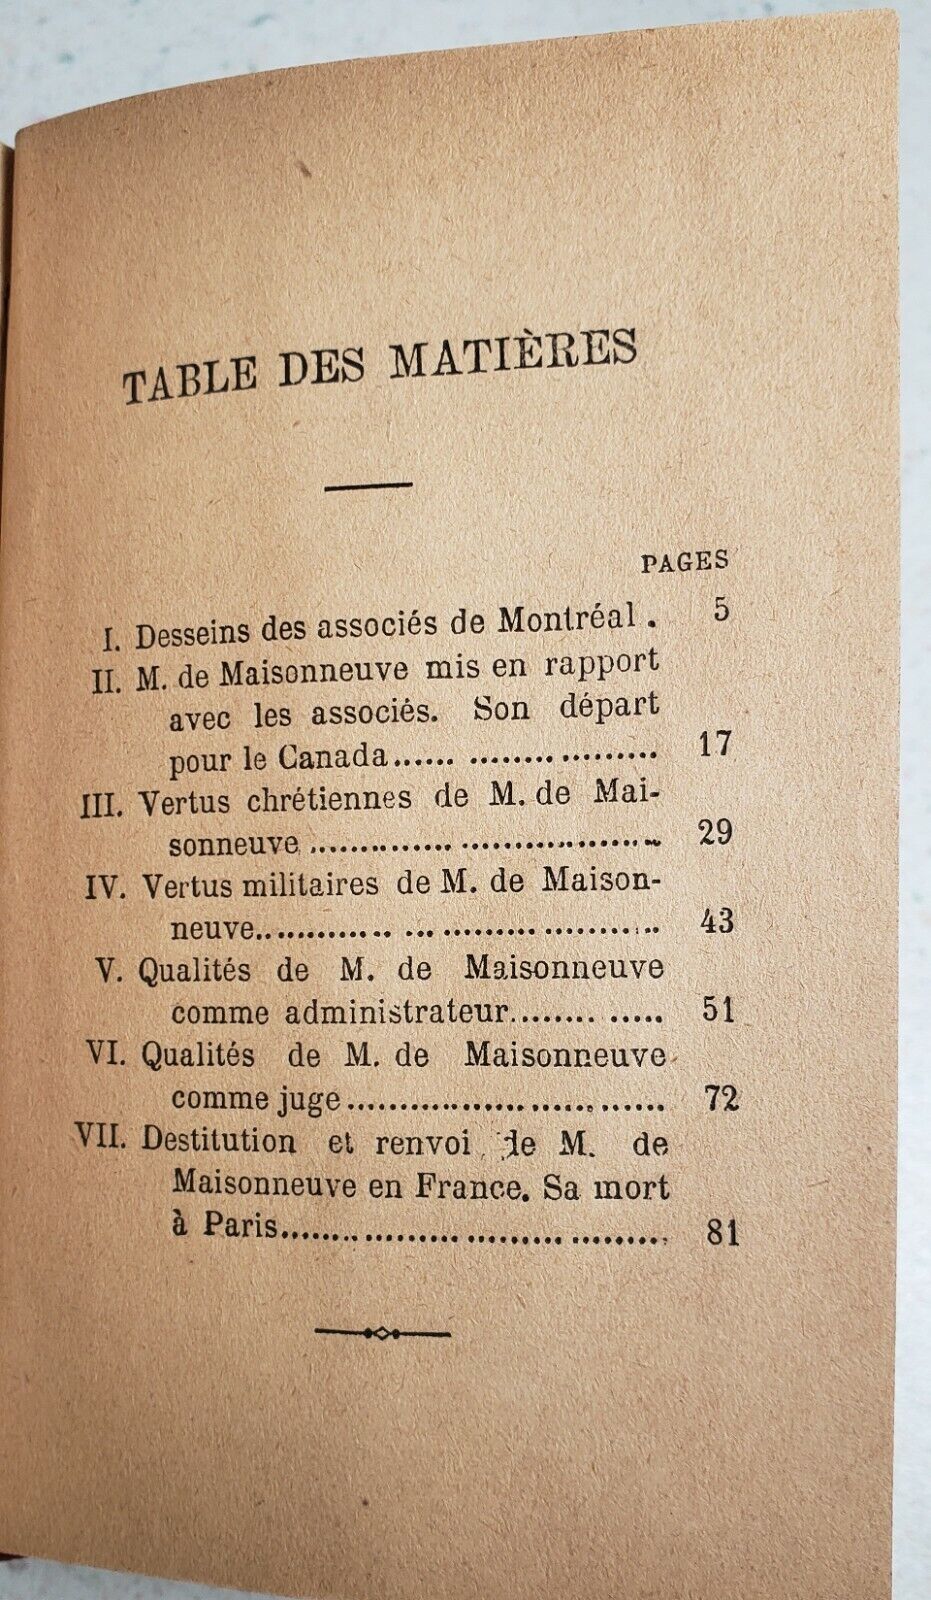 TABLE DES MATIÈRES
PAGES
I. Desseins des associés de Montréal . 5
II. M. de Maisonneuve mis en rapport
avec les associés. Son départ
pour le Canada...... ......... ......... 17
III. Vertus chrétiennes de M. de Mai-
sonneuve .............. .................... 29
IV. Vertus militaires de M. de Maison-
neuve.............. ... ......... ............ 43
V. Qualités de M. de Maisonneuve
comme administrateur......... ..... 51
VI. Qualités de M. de Maisonneuve
comme juge.............................. 72
VII. Destitution et renvoi de M. de
Maisonneuve en France. Sa mort
à Paris................. ......... ......... 81